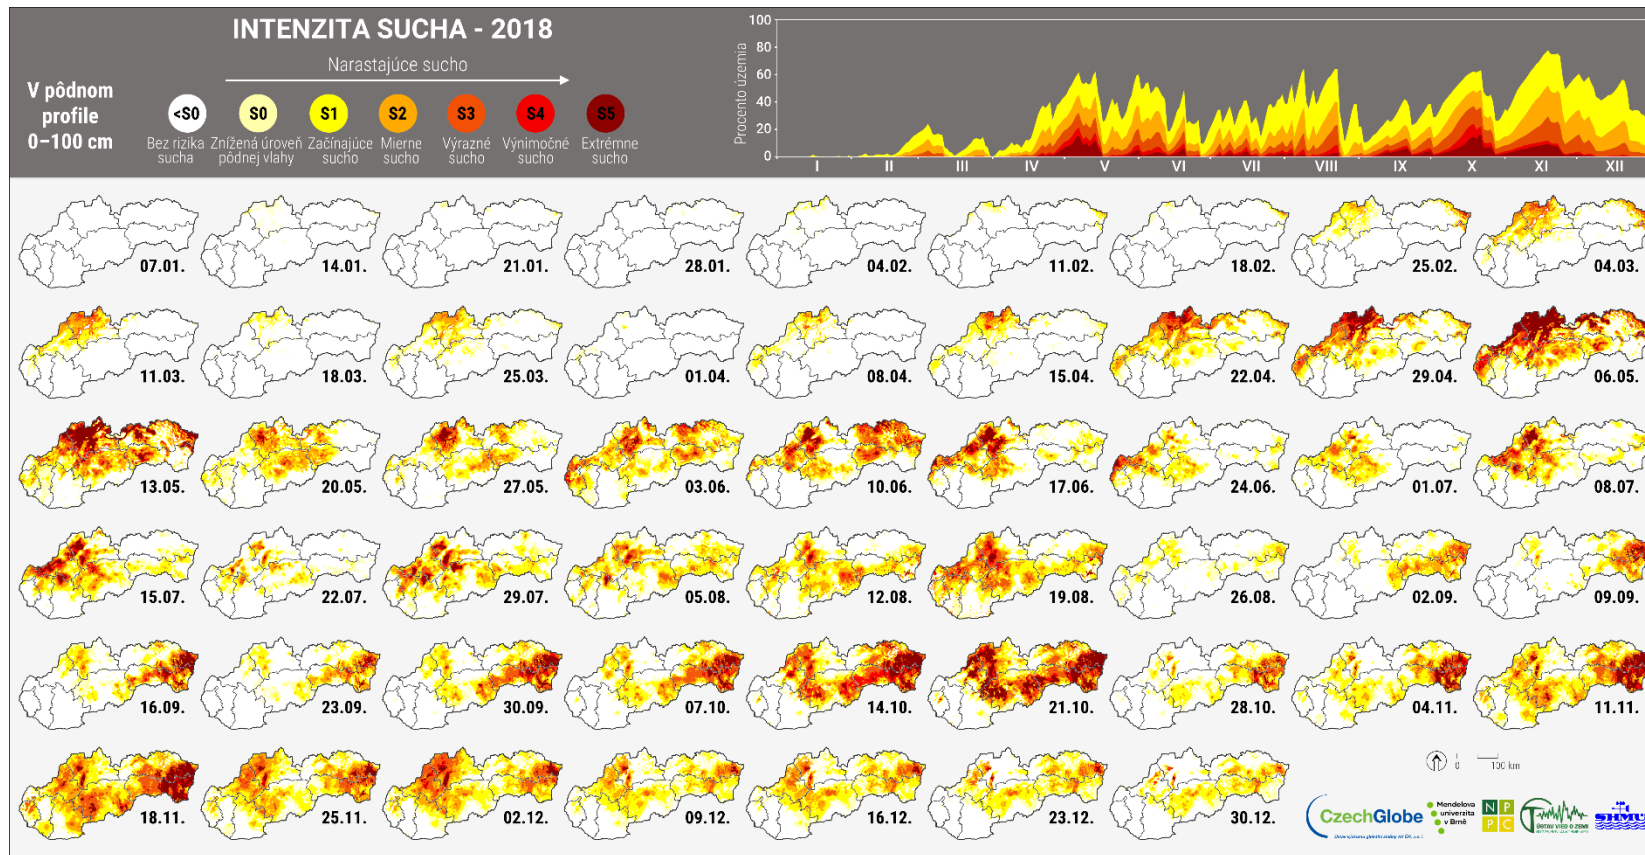 INTENZITA SUCHA - 2018
Narastajúce sucho
V pôdnom
profile
0–100 cm
<S0 S0 S1 S2 S3 S4 S5
Bez rizika sucha
Znížená úroveň pôdnej vlahy
Začínajúce sucho
Mierne sucho
Výrazné sucho
Výnimočné sucho
Extrémne sucho
Procento územia
100
80
60
40
20
0
I II III IV V VI VII VIII IX X XI XII
07.01. 14.01. 21.01. 28.01. 04.02. 11.02. 18.02. 25.02. 04.03.
11.03. 18.03. 25.03. 01.04. 08.04. 15.04. 22.04. 29.04. 06.05.
13.05. 20.05. 27.05. 03.06. 10.06. 17.06. 24.06. 01.07. 08.07.
15.07. 22.07. 29.07. 05.08. 12.08. 19.08. 26.08. 02.09. 09.09.
16.09. 23.09. 30.09. 07.10. 14.10. 21.10. 28.10. 04.11. 11.11.
18.11. 25.11. 02.12. 09.12. 16.12. 23.12. 30.12.
0 100 km
CzechGlobe
Mendelova
univerzita
v Brně
N P
P C
ÚSTAV VIED O ZEMI
SHMÚ